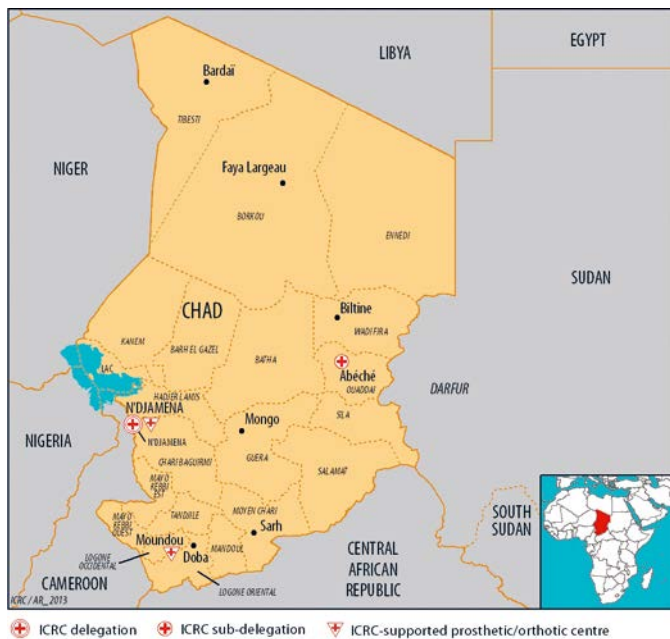 LIBYA
EGYPT
Bardaï
TIBESTI
NIGER
Faya Largeau
BORKOU
ENNEDI
SUDAN
CHAD
Biltine
WADI FIRA
KANEM
BARH EL GAZEL
BATHA
LAC
Abéché
OUADDAÏ
DARFUR
HADJER LAMIS
N'DJAMENA
SILA
Mongo
NIGERIA
N'DJAMENA
CHARI BAGUIRMI
GUERA
SALAMAT
MAYO
KEBBI
EST
MOYEN CHARI
MAYO
KEBBI
OUEST
TANDJILE
Sarh
SOUTH
SUDAN
Moundou
MANDOUL
Doba
LOGONE
OCCIDENTAL
CENTRAL
AFRICAN
REPUBLIC
CAMEROON
LOGONE ORIENTAL
ICRC / AR_2013
ICRC delegation
ICRC sub-delegation
ICRC-supported prosthetic/orthotic centre